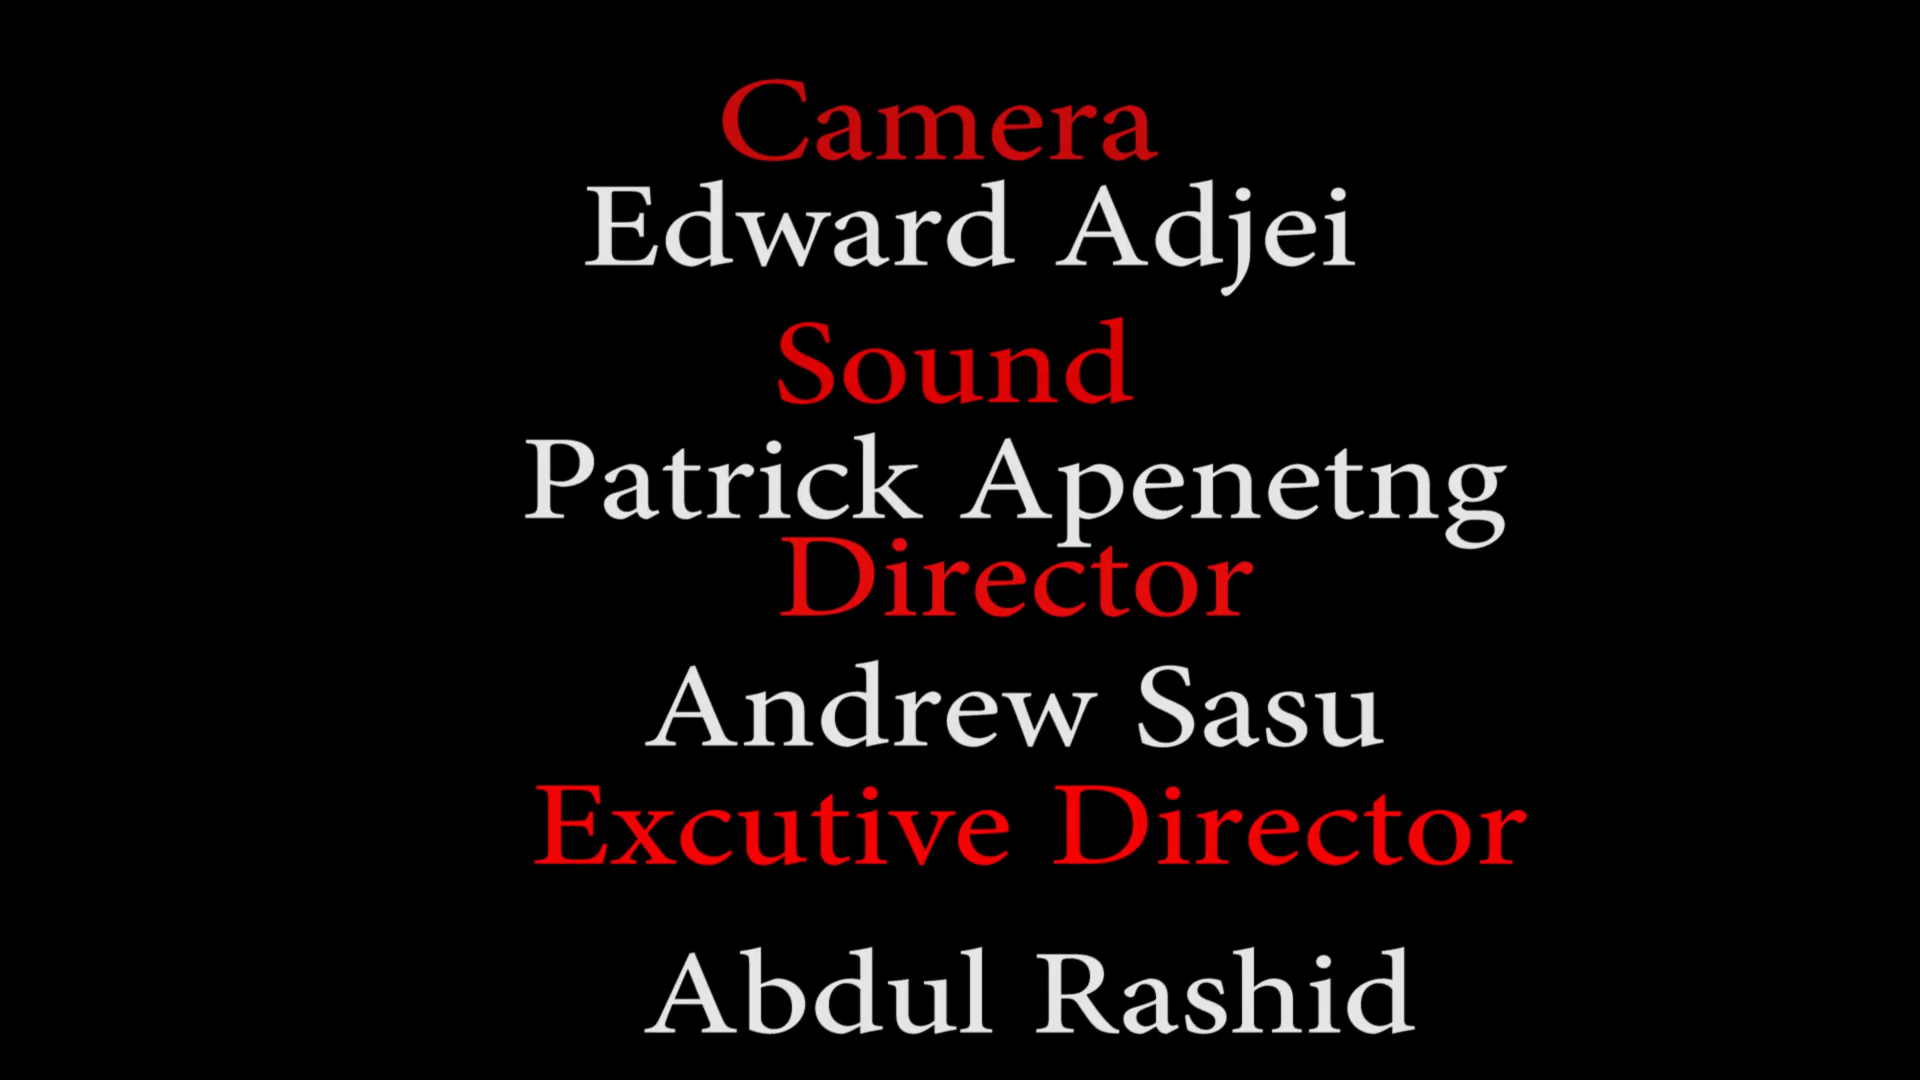 Camera
Edward Adjei
Sound
Patrick Apenetng
Director
Andrew Sasu
Excutive Director
Abdul Rashid